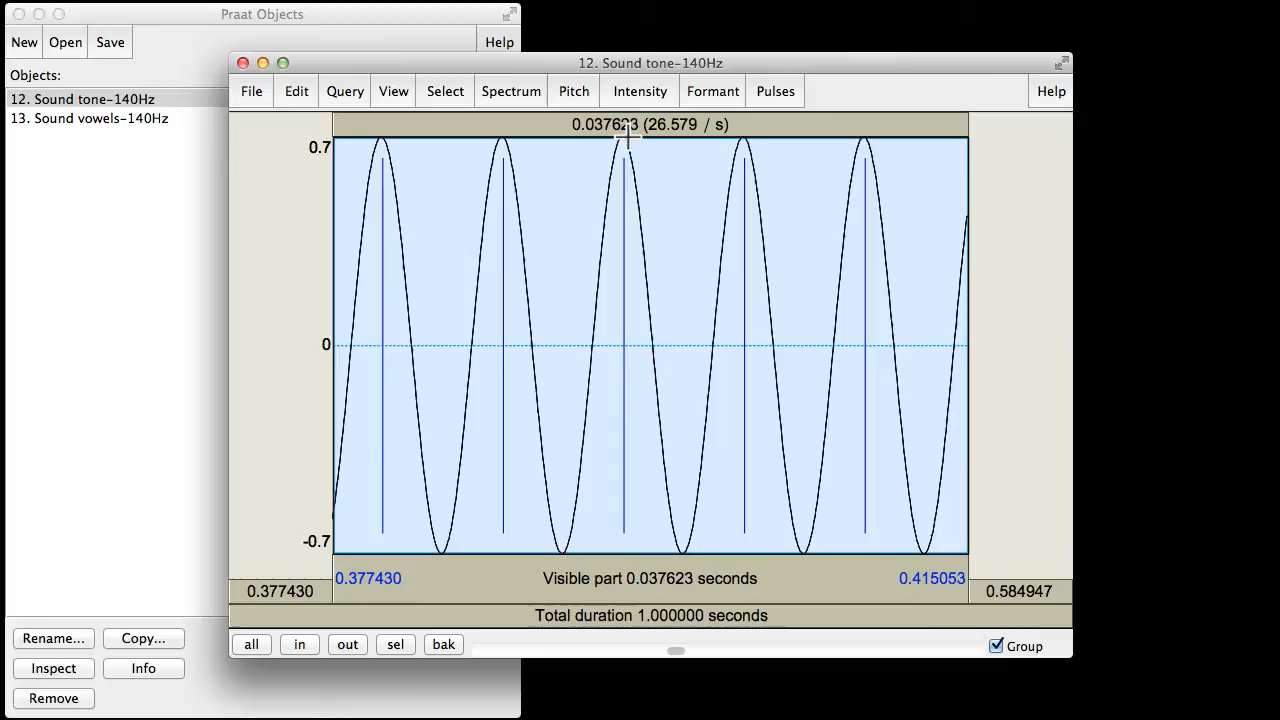 Praat Objects
New Open Save Help
Objects:
12. Sound tone-140Hz
13. Sound vowels-140Hz
Rename... Copy...
Inspect Info
Remove
12. Sound tone-140Hz
File Edit Query View Select Spectrum Pitch Intensity Formant Pulses Help
0.037623 (26.579 / s)
0.7
0
-0.7
0.377430 Visible part 0.037623 seconds 0.415053
0.377430 0.584947
Total duration 1.000000 seconds
all in out sel bak Group